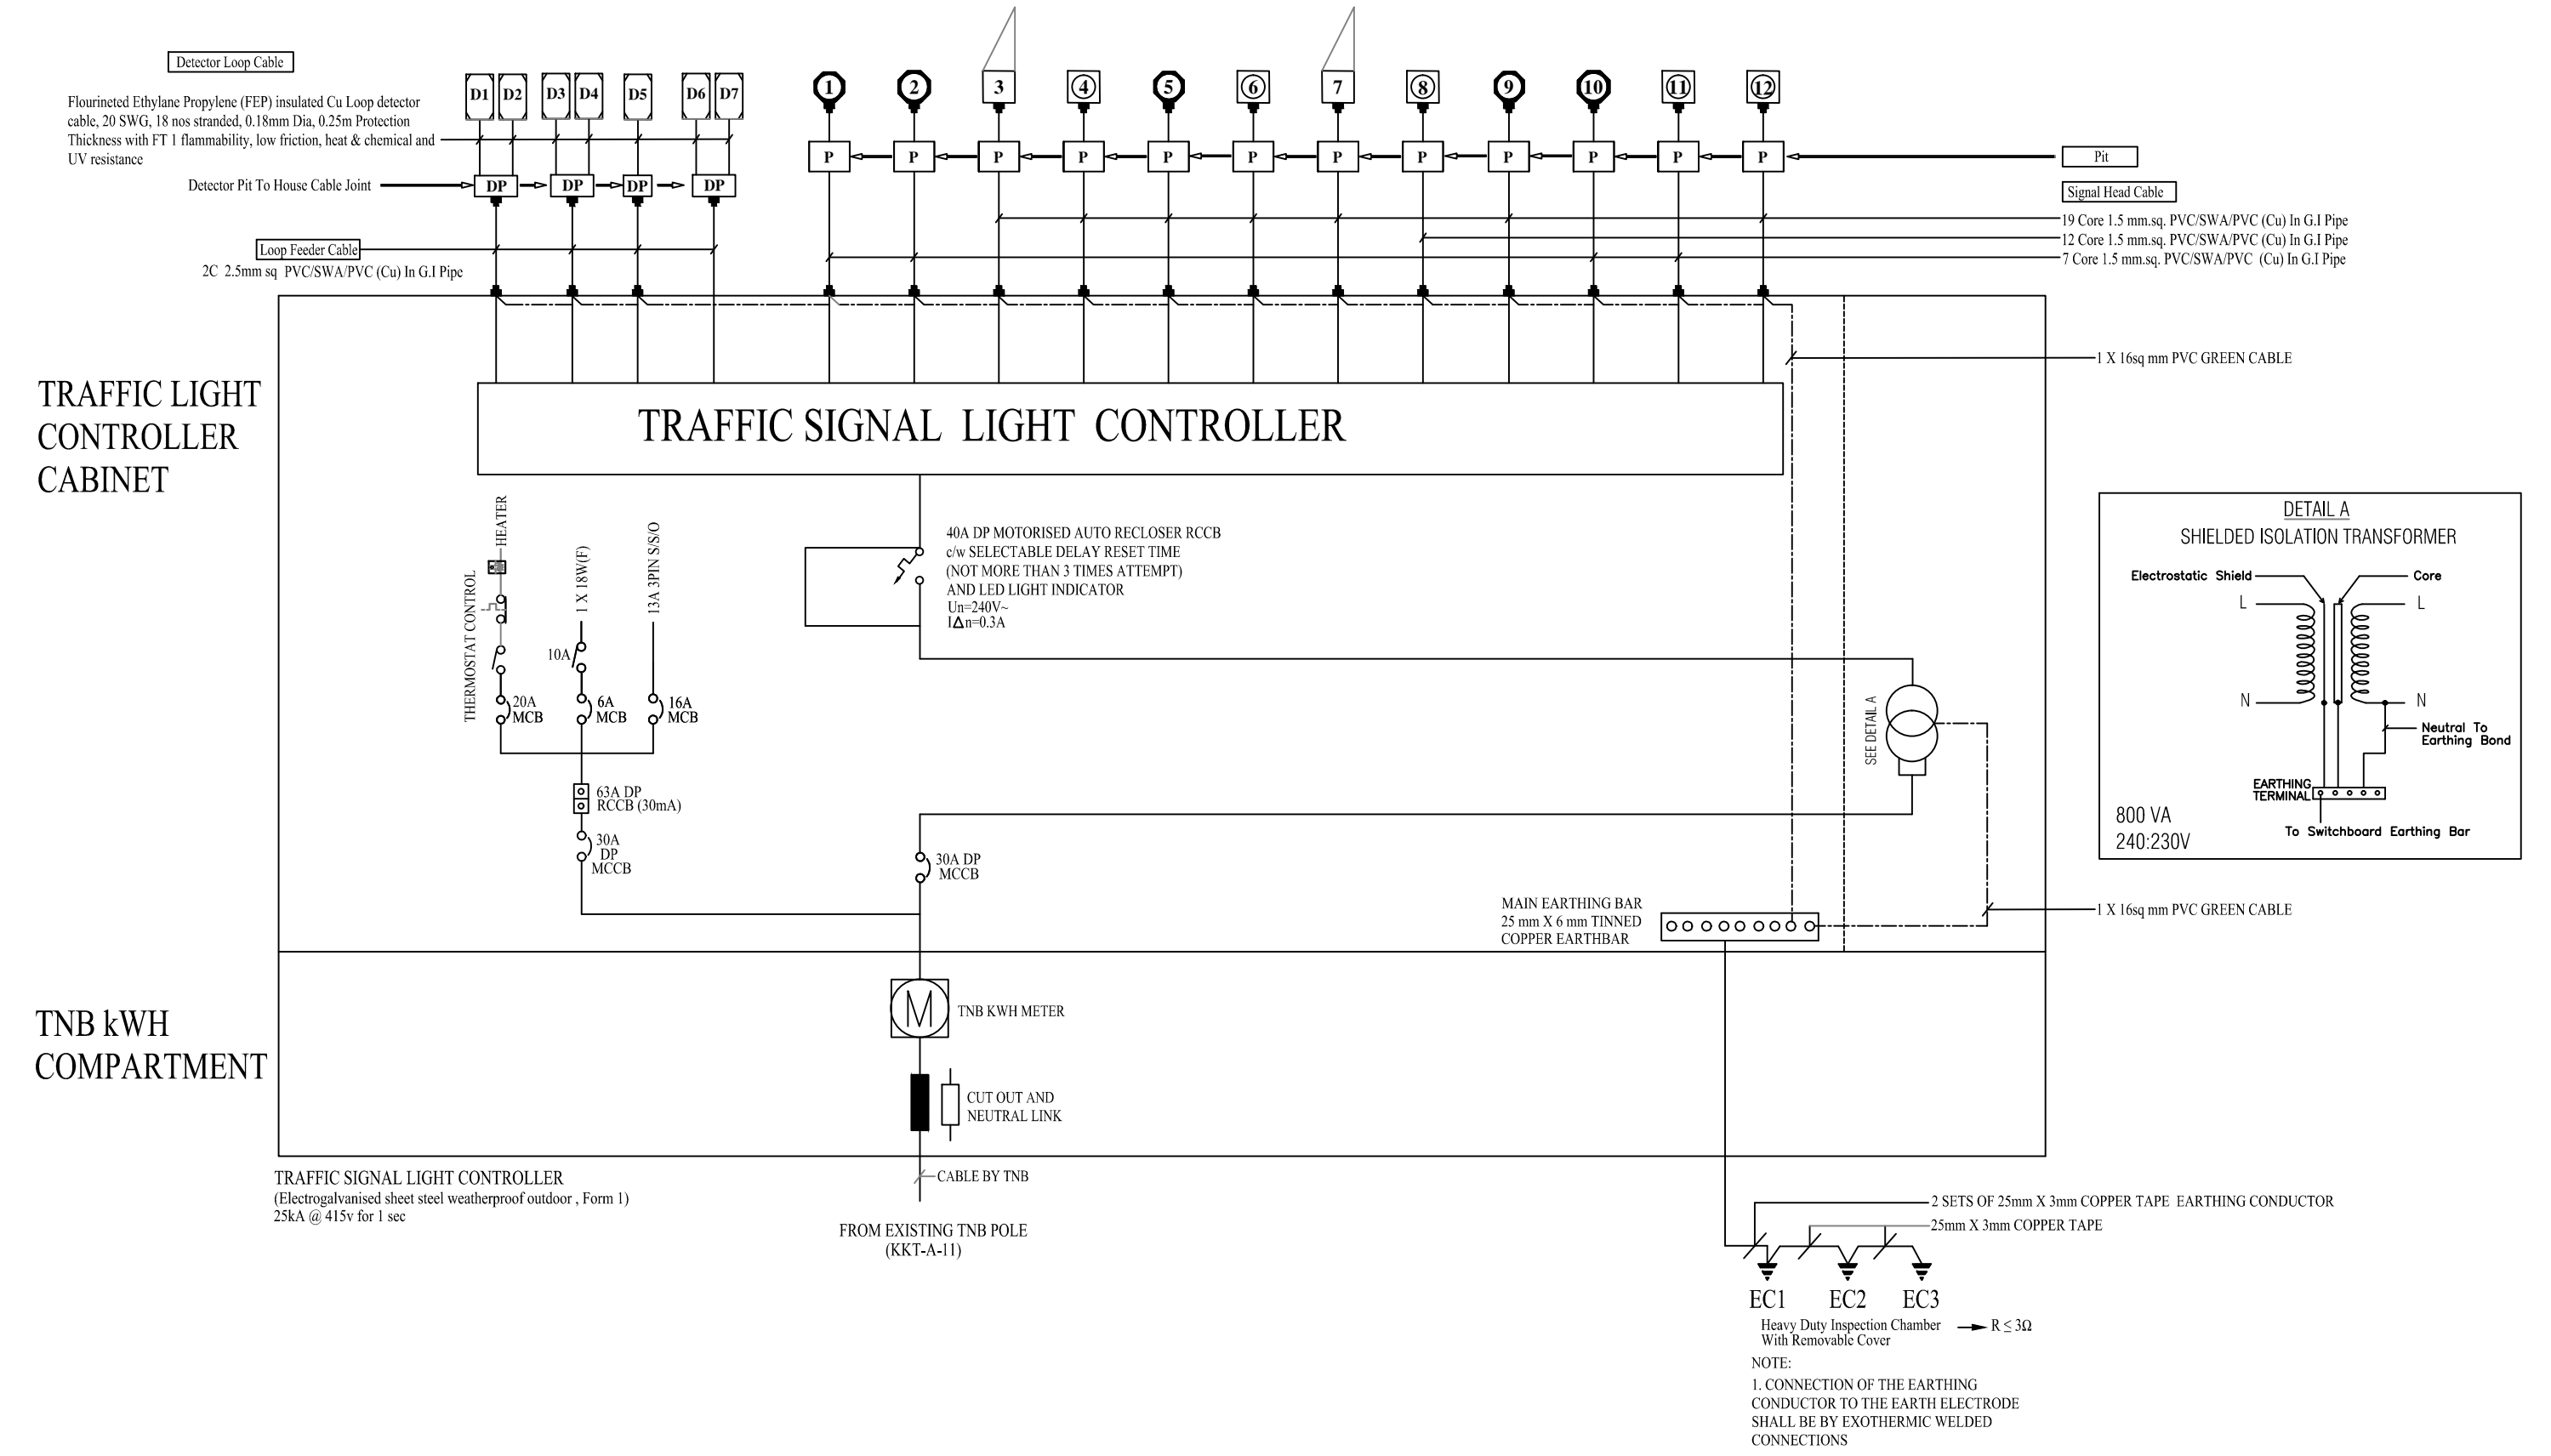 Detector Loop Cable
Flourineted Ethylane Propylene (FEP) insulated Cu Loop detector
cable, 20 SWG, 18 nos stranded, 0.18mm Dia, 0.25m Protection
Thickness with FT 1 flammability, low friction, heat & chemical and
UV resistance
D1 D2 D3 D4 D5 D6 D7
Detector Pit To House Cable Joint
DP DP DP DP
Loop Feeder Cable
2C 2.5mm sq PVC/SWA/PVC (Cu) In G.I Pipe
1 2 3 4 5 6 7 8 9 10 11 12
P P P P P P P P P P P P
Pit
Signal Head Cable
19 Core 1.5 mm.sq. PVC/SWA/PVC (Cu) In G.I Pipe
12 Core 1.5 mm.sq. PVC/SWA/PVC (Cu) In G.I Pipe
7 Core 1.5 mm.sq. PVC/SWA/PVC (Cu) In G.I Pipe
1 X 16sq mm PVC GREEN CABLE
TRAFFIC LIGHT
CONTROLLER
CABINET
TRAFFIC SIGNAL LIGHT CONTROLLER
HEATER
THERMOSTAT CONTROL
1 X 18W(F)
13A 3PIN S/S/O
10A
20A
MCB
6A
MCB
16A
MCB
63A DP
RCCB (30mA)
30A
DP
MCCB
40A DP MOTORISED AUTO RECLOSER RCCB
c/w SELECTABLE DELAY RESET TIME
(NOT MORE THAN 3 TIMES ATTEMPT)
AND LED LIGHT INDICATOR
Un=240V~
IΔn=0.3A
SEE DETAIL A
30A DP
MCCB
MAIN EARTHING BAR
25 mm X 6 mm TINNED
COPPER EARTHBAR
DETAIL A
SHIELDED ISOLATION TRANSFORMER
Electrostatic Shield
Core
L
L
N
N
Neutral To
Earthing Bond
EARTHING
TERMINAL
To Switchboard Earthing Bar
800 VA
240:230V
1 X 16sq mm PVC GREEN CABLE
TNB kWH
COMPARTMENT
M
TNB KWH METER
CUT OUT AND
NEUTRAL LINK
CABLE BY TNB
FROM EXISTING TNB POLE
(KKT-A-11)
TRAFFIC SIGNAL LIGHT CONTROLLER
(Electrogalvanised sheet steel weatherproof outdoor , Form 1)
25kA @ 415v for 1 sec
2 SETS OF 25mm X 3mm COPPER TAPE EARTHING CONDUCTOR
25mm X 3mm COPPER TAPE
EC1 EC2 EC3
Heavy Duty Inspection Chamber
With Removable Cover
R ≤ 3Ω
NOTE:
1. CONNECTION OF THE EARTHING
CONDUCTOR TO THE EARTH ELECTRODE
SHALL BE BY EXOTHERMIC WELDED
CONNECTIONS